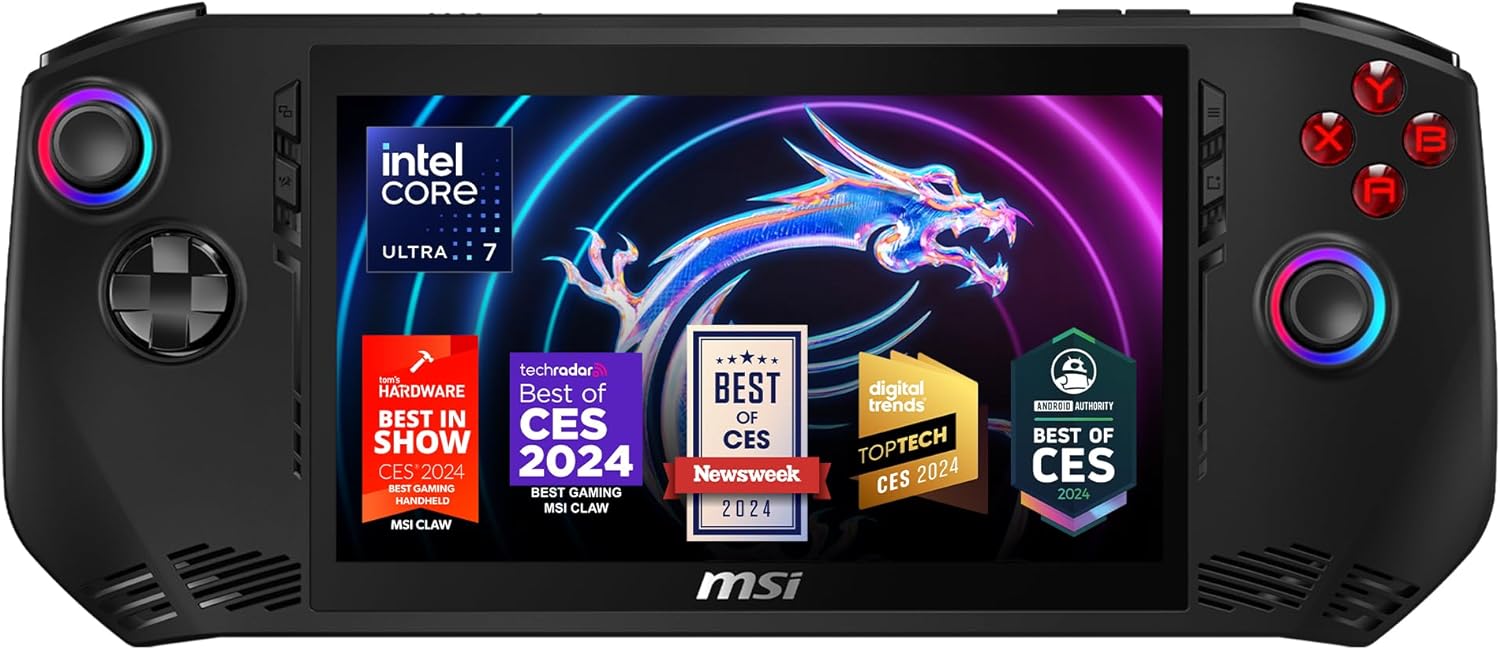 Y
X
B
A
intel
CORE
ULTRA 7
tom's
HARDWARE
BEST IN
SHOW
CES® 2024
BEST GAMING
HANDHELD
MSI CLAW
techradar
Best of
CES
2024
BEST GAMING
MSI CLAW
BEST
OF
CES
Newsweek
2024
digital
trends
TOPTECH
CES 2024
ANDROID AUTHORITY
BEST OF
CES
2024
msi